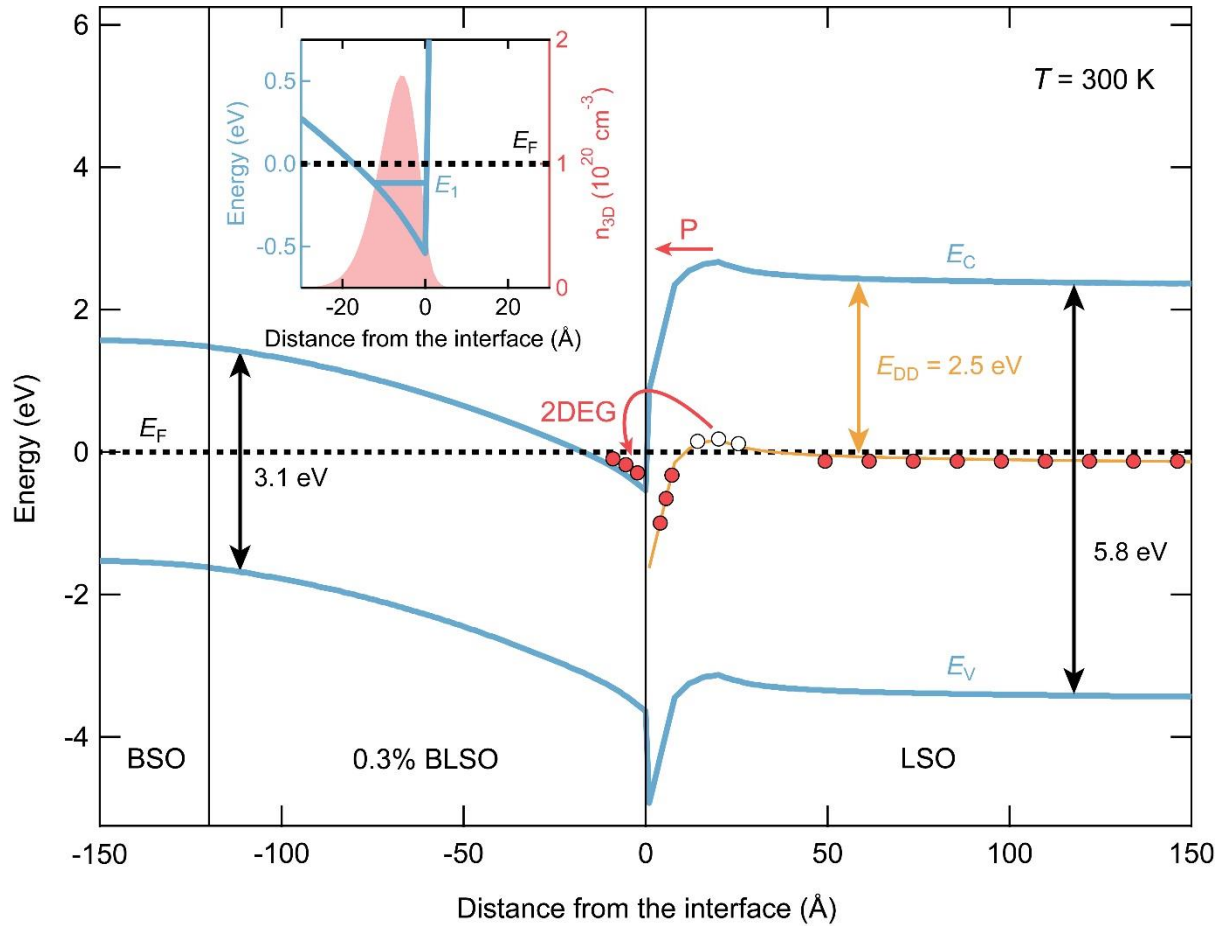 6
4
2
0
-2
-4
Energy (eV)
-150
-100
-50
0
50
100
150
Distance from the interface (Å)
T = 300 K
0.5
0.0
-0.5
Energy (eV)
2
1
0
n3D (10^20 cm^-3)
-20
0
20
Distance from the interface (Å)
EF
E1
P
EC
EDD = 2.5 eV
2DEG
EF
3.1 eV
5.8 eV
EV
BSO
0.3% BLSO
LSO